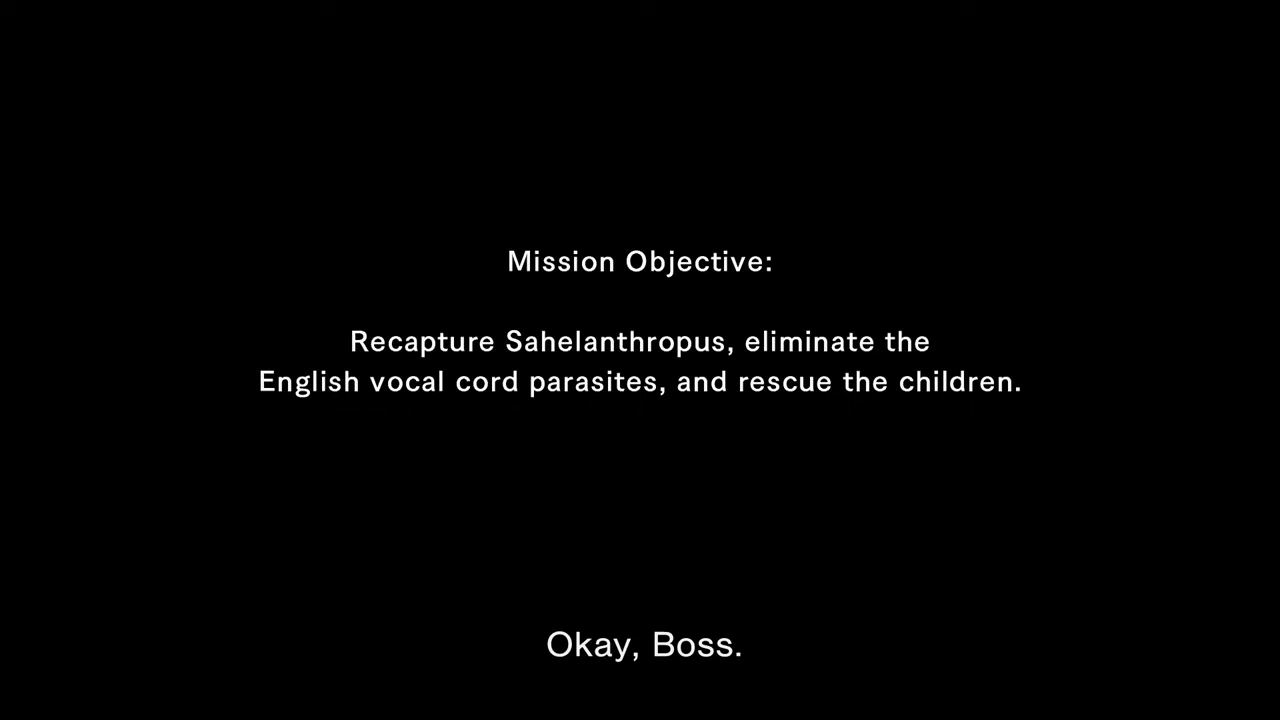 Mission Objective:
Recapture Sahelanthropus, eliminate the
English vocal cord parasites, and rescue the children.
Okay, Boss.